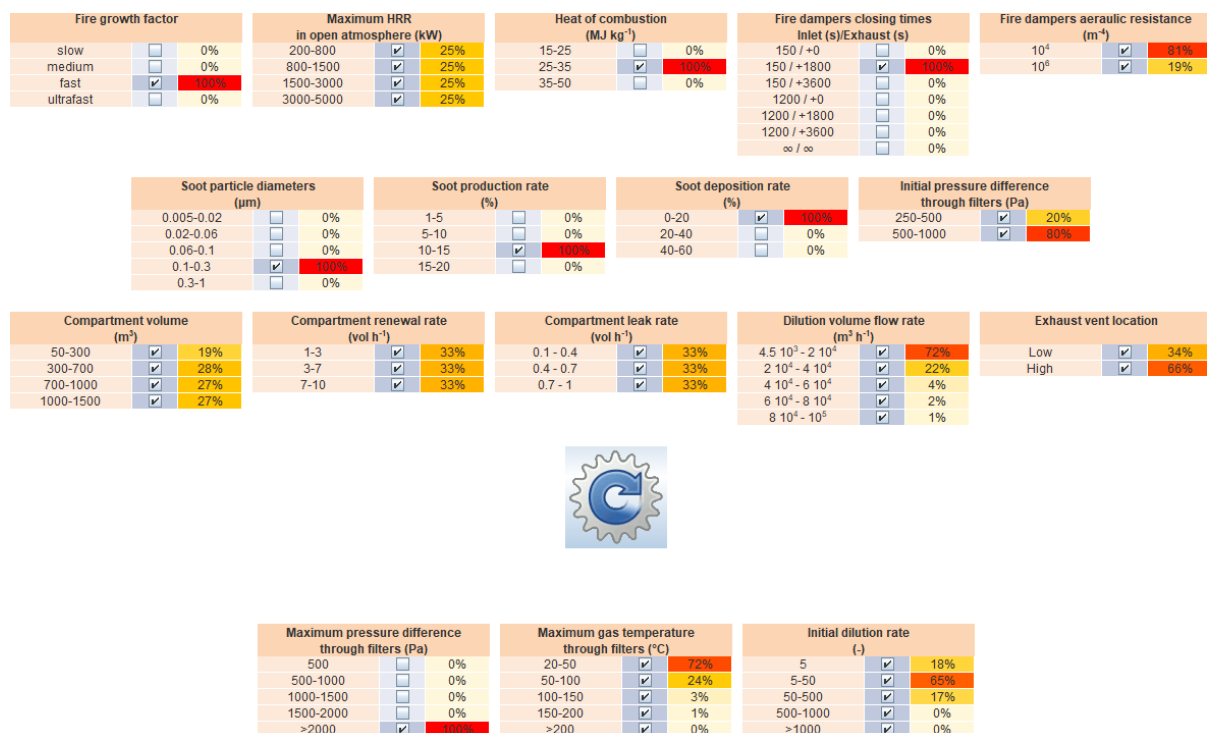 Fire growth factor
slow 0%
medium 0%
fast 100%
ultrafast 0%
Maximum HRR
in open atmosphere (kW)
200-800 25%
800-1500 25%
1500-3000 25%
3000-5000 25%
Heat of combustion
(MJ kg⁻¹)
15-25 0%
25-35 100%
35-50 0%
Fire dampers closing times
Inlet (s)/Exhaust (s)
150 / +0 0%
150 / +1800 100%
150 / +3600 0%
1200 / +0 0%
1200 / +1800 0%
1200 / +3600 0%
∞ / ∞ 0%
Fire dampers aeraulic resistance
(m⁻⁴)
10⁴ 81%
10⁶ 19%
Soot particle diameters
(µm)
0.005-0.02 0%
0.02-0.06 0%
0.06-0.1 0%
0.1-0.3 100%
0.3-1 0%
Soot production rate
(%)
1-5 0%
5-10 0%
10-15 100%
15-20 0%
Soot deposition rate
(%)
0-20 100%
20-40 0%
40-60 0%
Initial pressure difference
through filters (Pa)
250-500 20%
500-1000 80%
Compartment volume
(m³)
50-300 19%
300-700 28%
700-1000 27%
1000-1500 27%
Compartment renewal rate
(vol h⁻¹)
1-3 33%
3-7 33%
7-10 33%
Compartment leak rate
(vol h⁻¹)
0.1 - 0.4 33%
0.4 - 0.7 33%
0.7 - 1 33%
Dilution volume flow rate
(m³ h⁻¹)
4.5 10³ - 2 10⁴ 72%
2 10⁴ - 4 10⁴ 22%
4 10⁴ - 6 10⁴ 4%
6 10⁴ - 8 10⁴ 2%
8 10⁴ - 10⁵ 1%
Exhaust vent location
Low 34%
High 66%
Maximum pressure difference
through filters (Pa)
500 0%
500-1000 0%
1000-1500 0%
1500-2000 0%
>2000 100%
Maximum gas temperature
through filters (°C)
20-50 72%
50-100 24%
100-150 3%
150-200 1%
>200 0%
Initial dilution rate
(-)
5 18%
5-50 65%
50-500 17%
500-1000 0%
>1000 0%